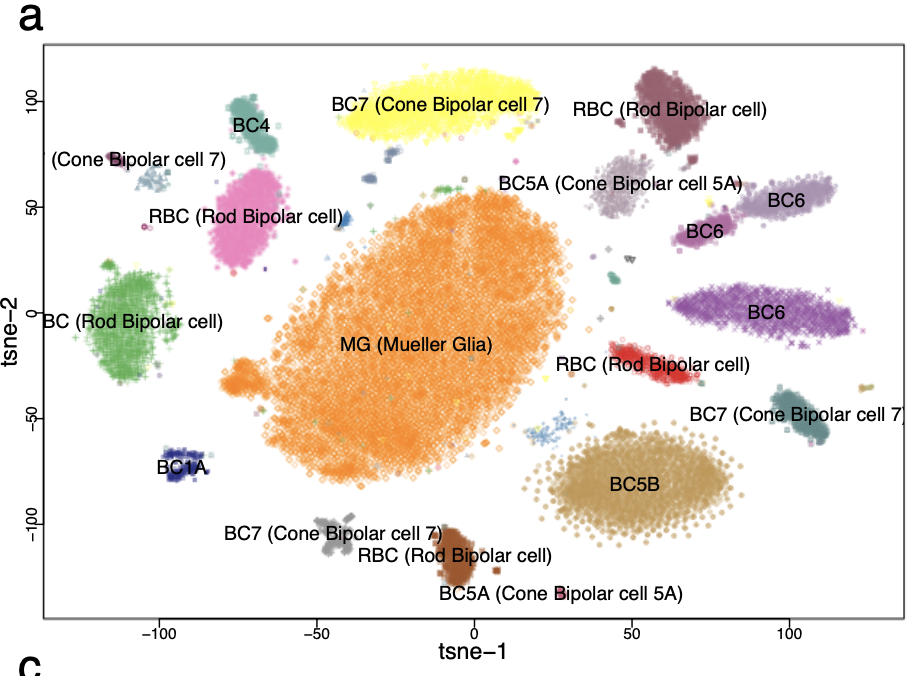 a
100
BC7 (Cone Bipolar cell 7)
RBC (Rod Bipolar cell)
BC4
(Cone Bipolar cell 7)
BC5A (Cone Bipolar cell 5A)
50
RBC (Rod Bipolar cell)
BC6
BC6
tsne−2
0
BC (Rod Bipolar cell)
BC6
MG (Mueller Glia)
RBC (Rod Bipolar cell)
−50
BC7 (Cone Bipolar cell 7)
BC1A
BC5B
−100
BC7 (Cone Bipolar cell 7)
RBC (Rod Bipolar cell)
BC5A (Cone Bipolar cell 5A)
−100 −50 0 50 100
tsne−1
c